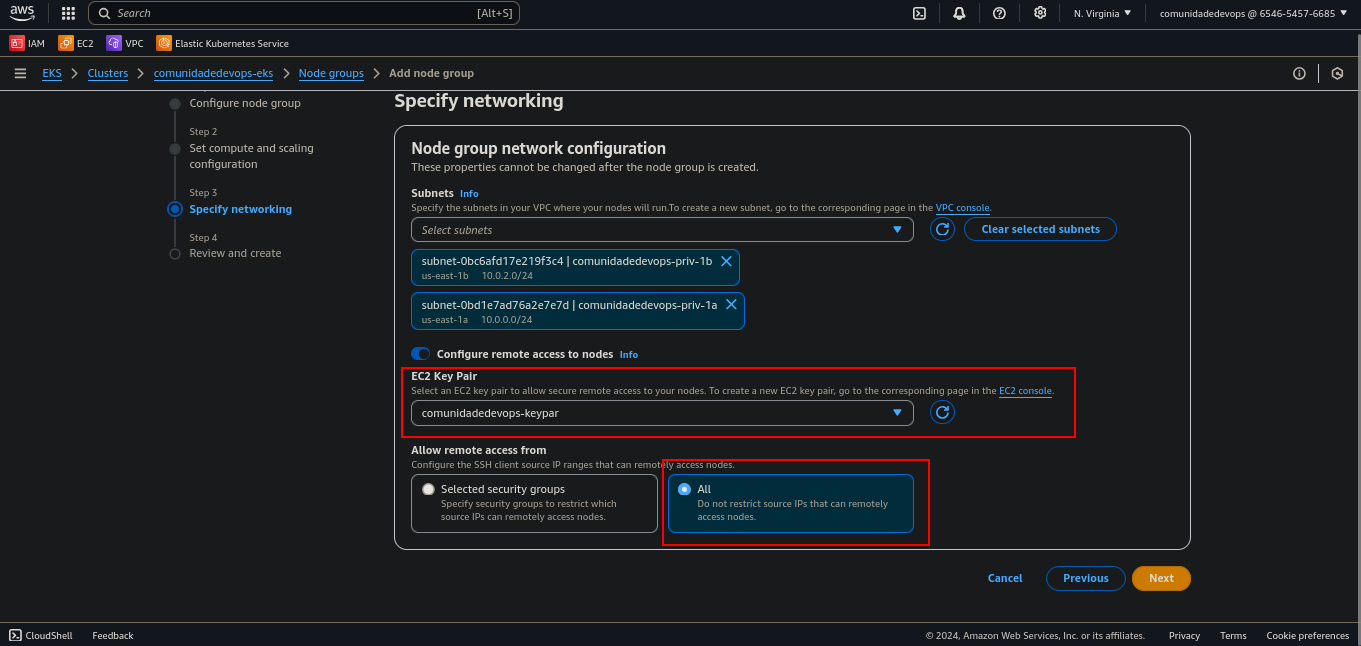 aws
Search [Alt+S]
N. Virginia
comunidadedevops @ 6546-5457-6685
IAM
EC2
VPC
Elastic Kubernetes Service
EKS
Clusters
comunidadedevops-eks
Node groups
Add node group
Configure node group
Step 2
Set compute and scaling
configuration
Step 3
Specify networking
Step 4
Review and create
Specify networking
Node group network configuration
These properties cannot be changed after the node group is created.
Subnets Info
Specify the subnets in your VPC where your nodes will run.To create a new subnet, go to the corresponding page in the VPC console.
Select subnets
Clear selected subnets
subnet-0bc6afd17e219f3c4 | comunidadedevops-priv-1b
us-east-1b 10.0.2.0/24
subnet-0bd1e7ad76a2e7e7d | comunidadedevops-priv-1a
us-east-1a 10.0.0.0/24
Configure remote access to nodes Info
EC2 Key Pair
Select an EC2 key pair to allow secure remote access to your nodes. To create a new EC2 key pair, go to the corresponding page in the EC2 console.
comunidadedevops-keypar
Allow remote access from
Configure the SSH client source IP ranges that can remotely access nodes.
Selected security groups
Specify security groups to restrict which
source IPs can remotely access nodes.
All
Do not restrict source IPs that can remotely
access nodes.
Cancel
Previous
Next
CloudShell
Feedback
© 2024, Amazon Web Services, Inc. or its affiliates.
Privacy
Terms
Cookie preferences